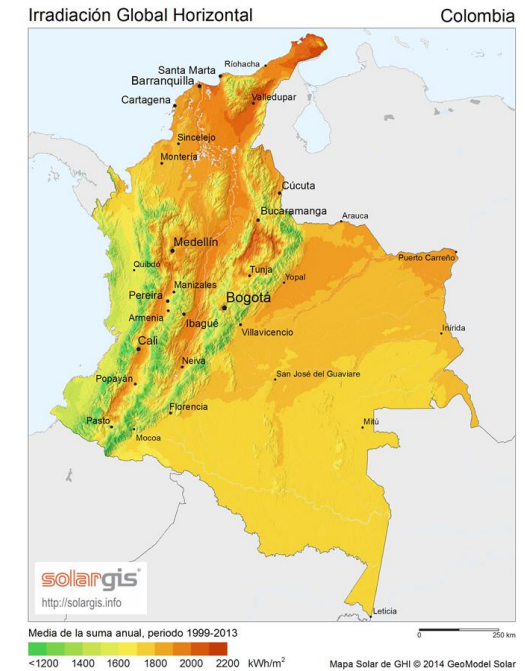 Irradiación Global Horizontal
Colombia
Ríohacha
Santa Marta
Barranquilla
Cartagena
Valledupar
Sincelejo
Montería
Cúcuta
Bucaramanga
Arauca
Medellín
Puerto Carreño
Quibdó
Tunja
Yopal
Manizales
Pereira
Bogotá
Armenia
Ibagué
Villavicencio
Inírida
Cali
Neiva
San José del Guaviare
Popayán
Florencia
Pasto
Mitú
Mocoa
solargis
http://solargis.info
Leticia
Media de la suma anual, periodo 1999-2013
0 250 km
<1200 1400 1600 1800 2000 2200 kWh/m²
Mapa Solar de GHI © 2014 GeoModel Solar